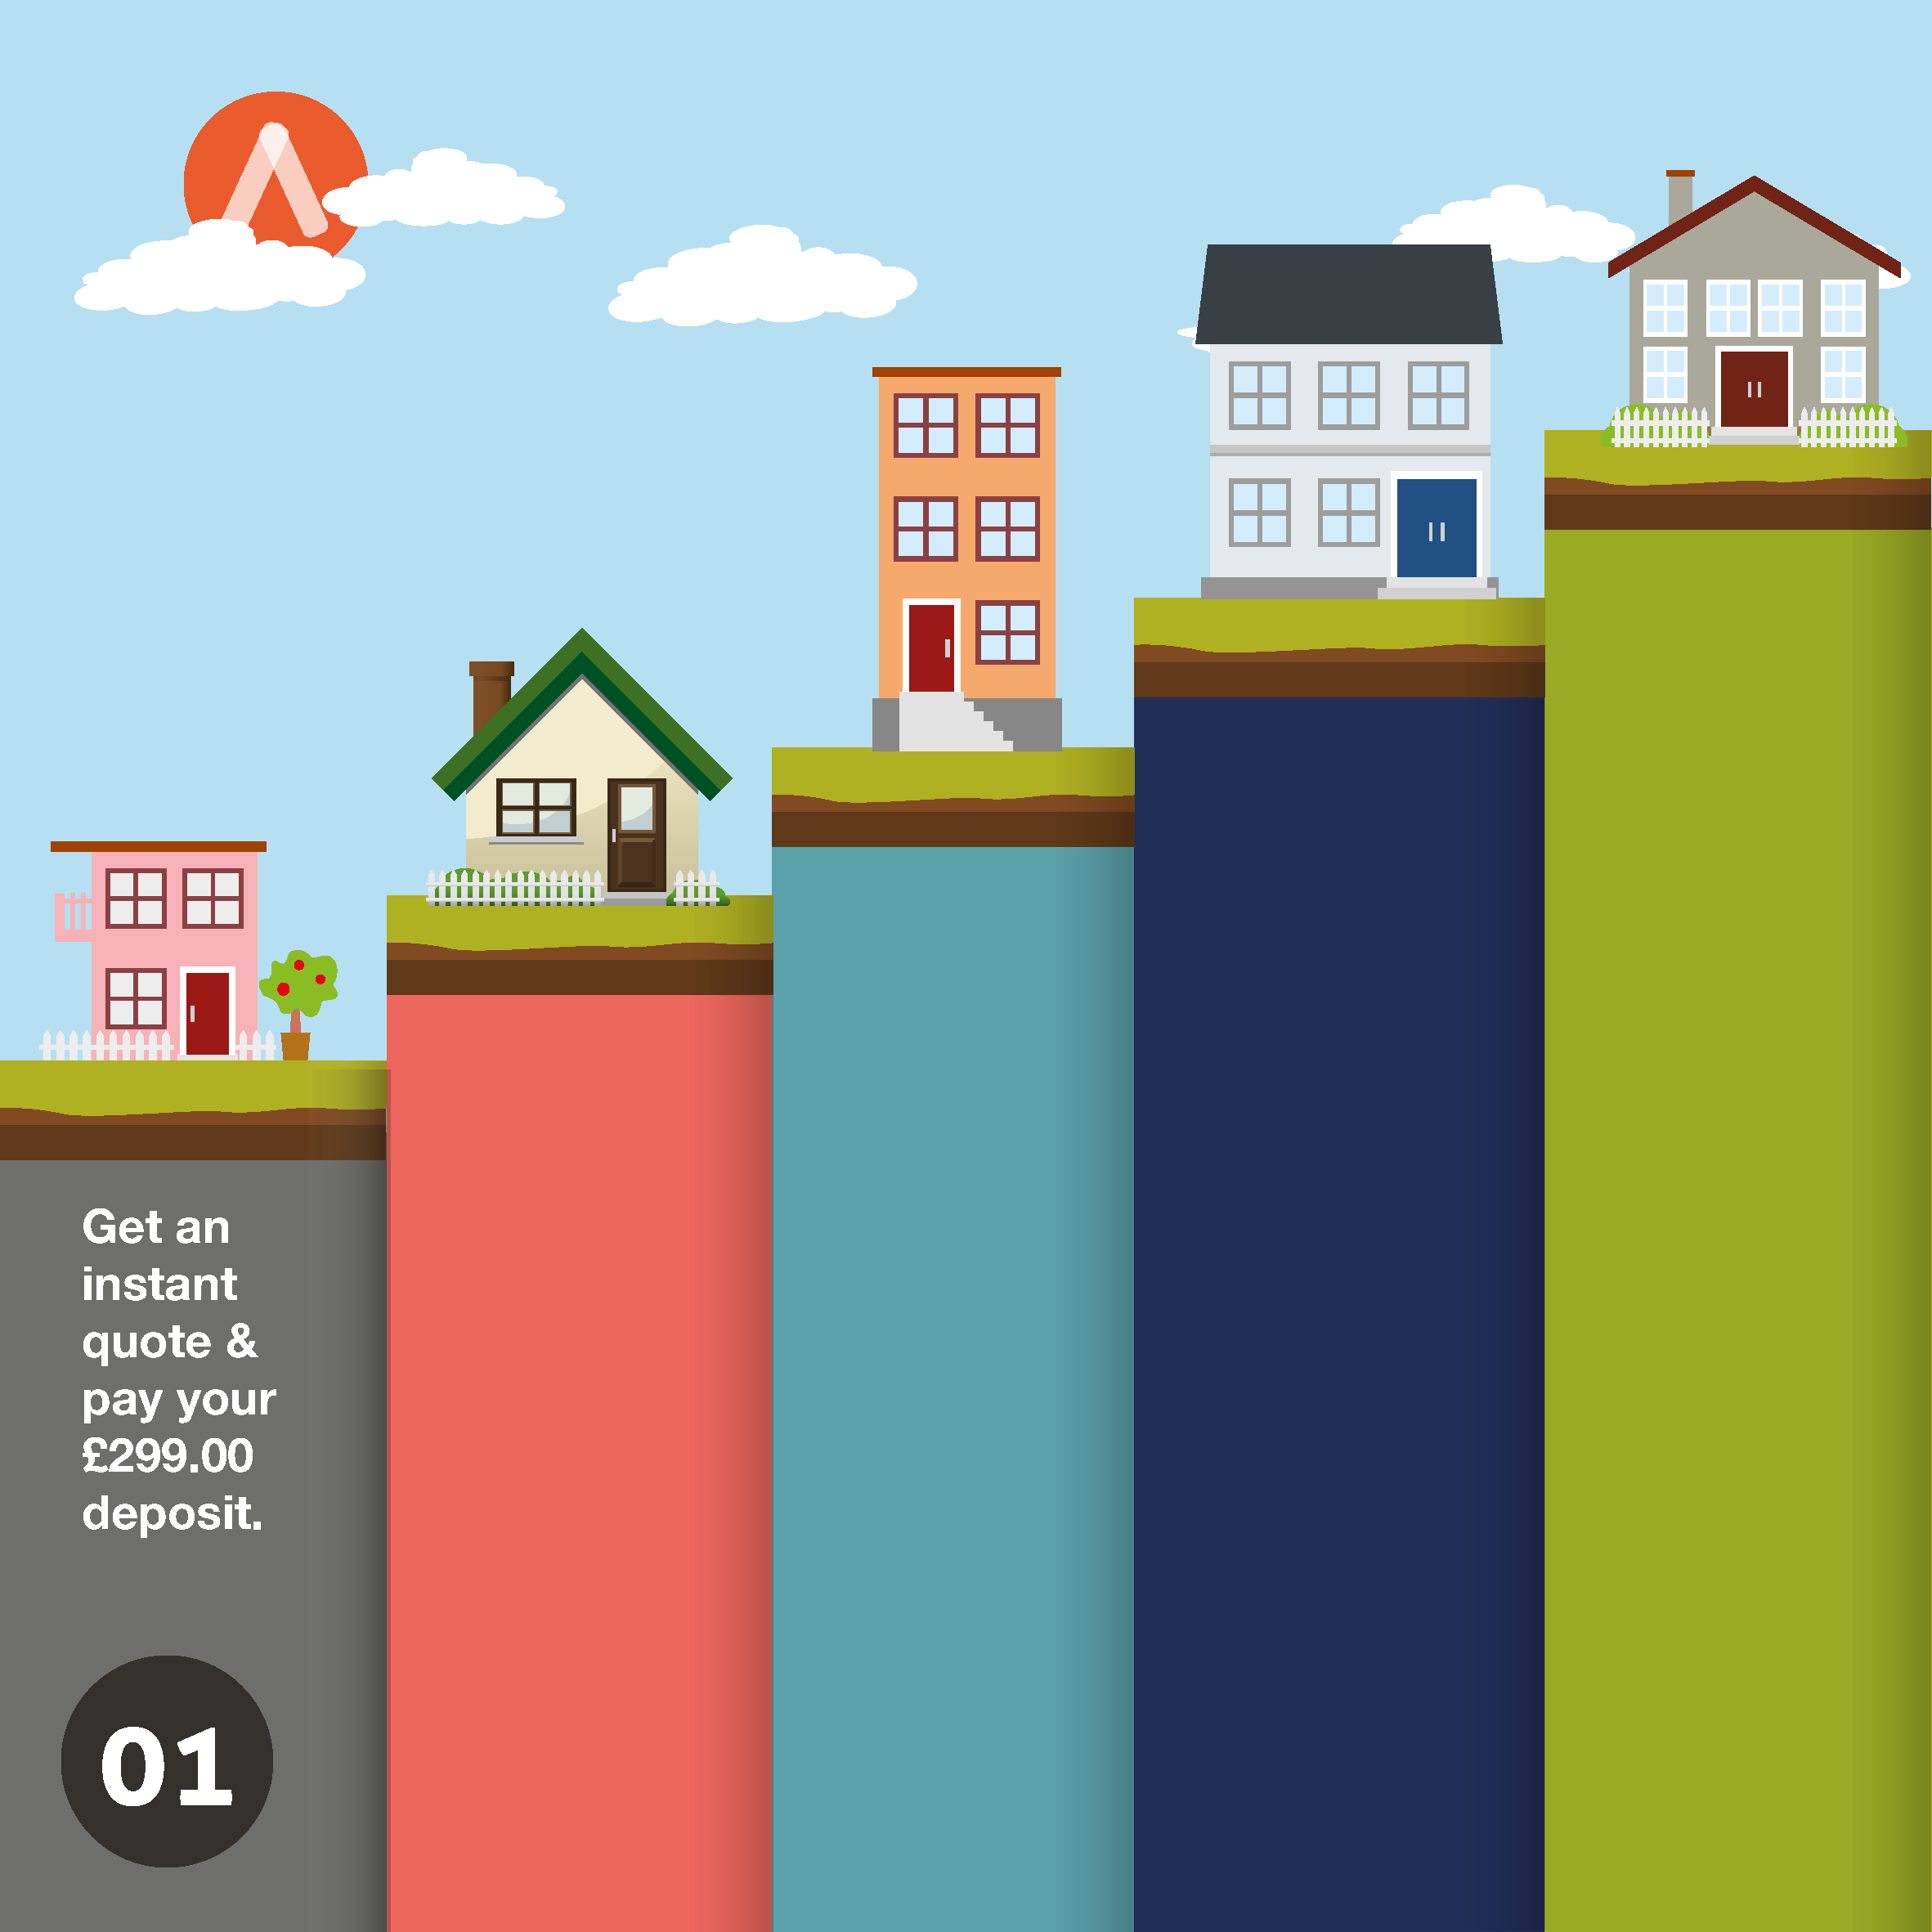 Get an
instant
quote &
pay your
£299.00
deposit.
01